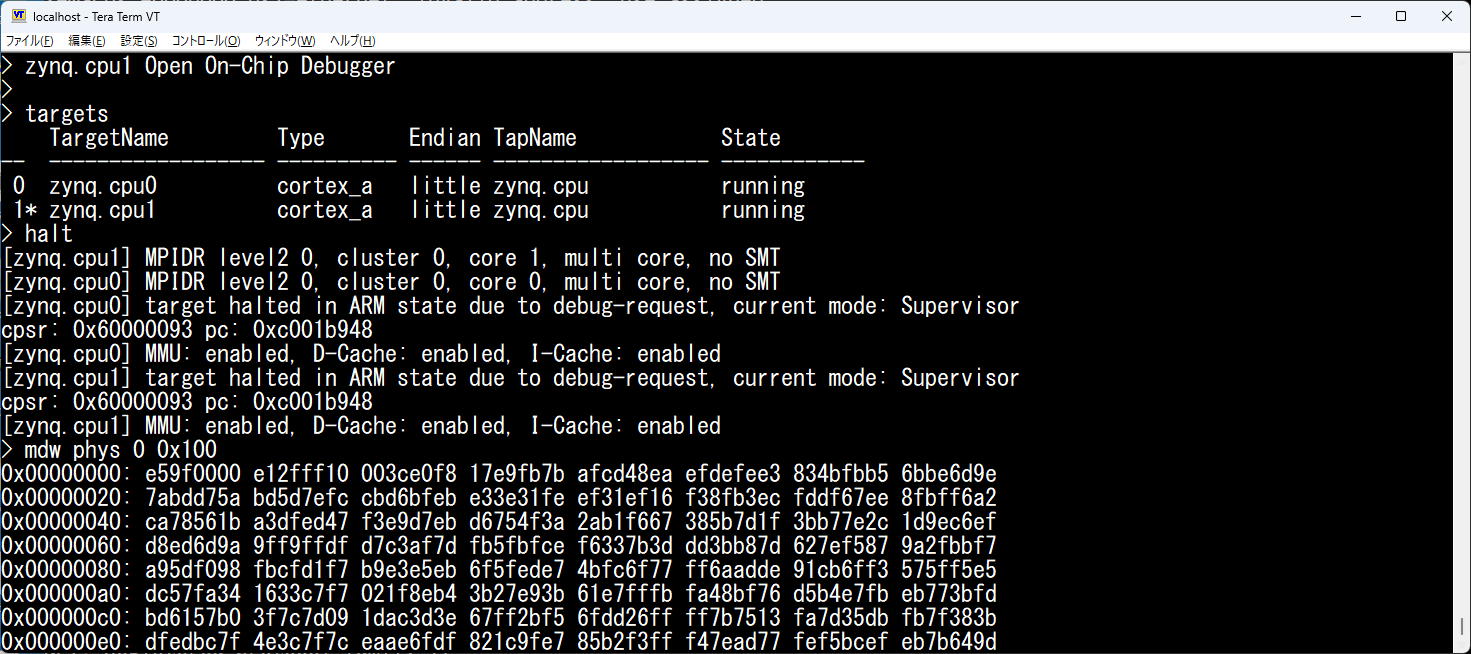 localhost - Tera Term VT
ファイル(F) 編集(E) 設定(S) コントロール(O) ウィンドウ(W) ヘルプ(H)
> zynq.cpu1 Open On-Chip Debugger
>
> targets
    TargetName         Type       Endian TapName            State
--  ------------------ ---------- ------ ------------------ ------------
 0  zynq.cpu0          cortex_a   little zynq.cpu           running
 1* zynq.cpu1          cortex_a   little zynq.cpu           running
> halt
[zynq.cpu1] MPIDR level2 0, cluster 0, core 1, multi core, no SMT
[zynq.cpu0] MPIDR level2 0, cluster 0, core 0, multi core, no SMT
[zynq.cpu0] target halted in ARM state due to debug-request, current mode: Supervisor
cpsr: 0x60000093 pc: 0xc001b948
[zynq.cpu0] MMU: enabled, D-Cache: enabled, I-Cache: enabled
[zynq.cpu1] target halted in ARM state due to debug-request, current mode: Supervisor
cpsr: 0x60000093 pc: 0xc001b948
[zynq.cpu1] MMU: enabled, D-Cache: enabled, I-Cache: enabled
> mdw phys 0 0x100
0x00000000: e59f0000 e12fff10 003ce0f8 17e9fb7b afcd48ea efdefee3 834bfbb5 6bbe6d9e
0x00000020: 7abdd75a bd5d7efc cbd6bfeb e33e31fe ef31ef16 f38fb3ec fddf67ee 8fbff6a2
0x00000040: ca78561b a3dfed47 f3e9d7eb d6754f3a 2ab1f667 385b7d1f 3bb77e2c 1d9ec6ef
0x00000060: d8ed6d9a 9ff9ffdf d7c3af7d fb5fbfce f6337b3d dd3bb87d 627ef587 9a2fbbf7
0x00000080: a95df098 fbcfd1f7 b9e3e5eb 6f5fede7 4bfc6f77 ff6aadde 91cb6ff3 575ff5e5
0x000000a0: dc57fa34 1633c7f7 021f8eb4 3b27e93b 61e7fffb fa48bf76 d5b4e7fb eb773bfd
0x000000c0: bd6157b0 3f7c7d09 1dac3d3e 67ff2bf5 6fdd26ff ff7b7513 fa7d35db fb7f383b
0x000000e0: dfedbc7f 4e3c7f7c eaae6fdf 821c9fe7 85b2f3ff f47ead77 fef5bcef eb7b649d